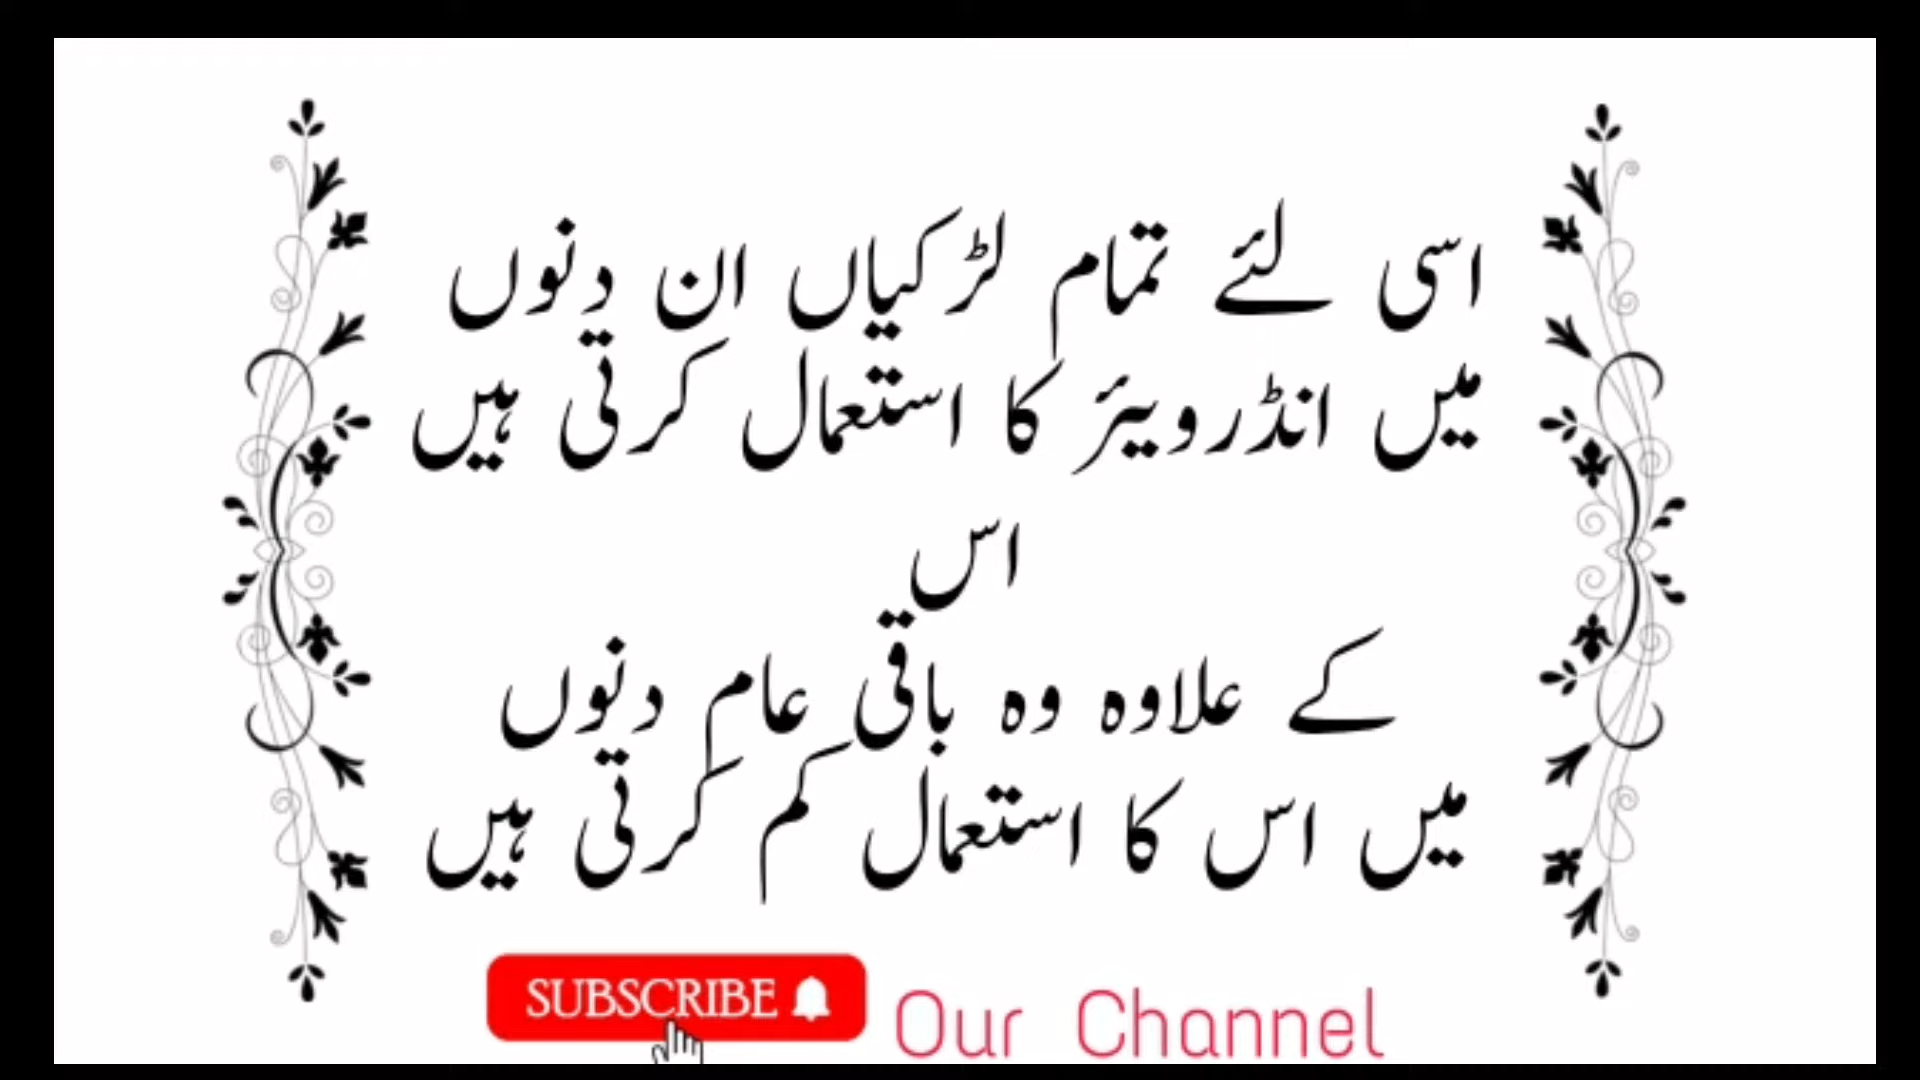 اسی لئے تمام لڑکیاں ان دنوں
میں انڈرویئر کا استعمال کرتی ہیں
اس
کے علاوہ وہ باقی عام دنوں
میں اس کا استعمال کم کرتی ہیں
SUBSCRIBE Our Channel